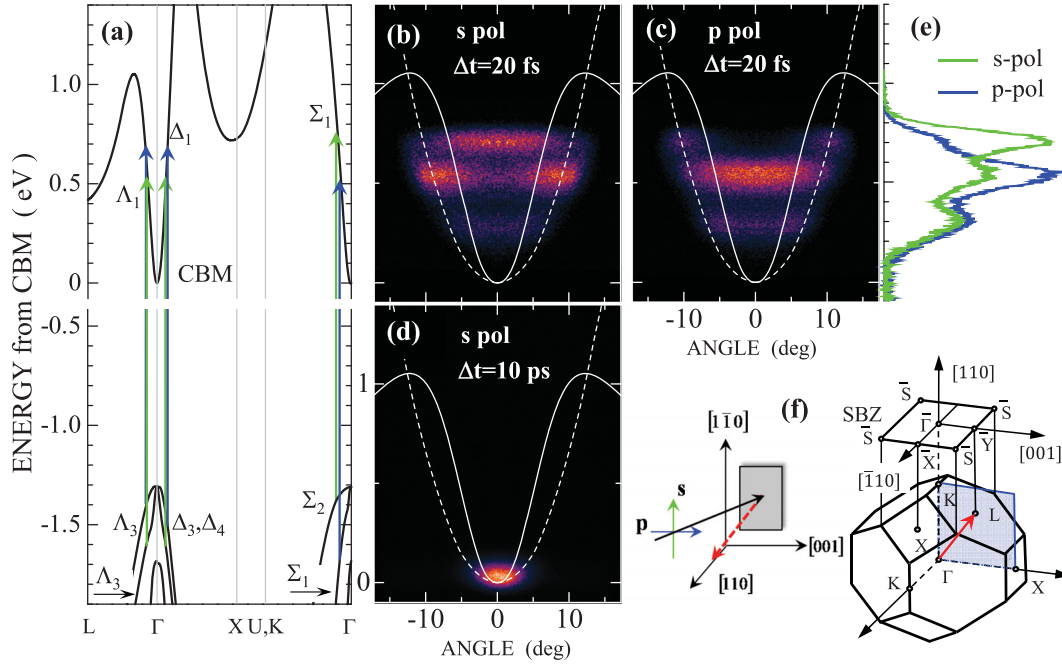 (a)
ENERGY from CBM ( eV)
1.0
0.5
0
-0.5
-1.0
-1.5
Σ₁
Δ₁
Λ₁
CBM
Λ₃
Δ₃,Δ₄
Σ₂
Λ₃
Σ₁
L
Γ
X
U,K
Γ
(b)
s pol
Δt=20 fs
(c)
p pol
Δt=20 fs
-10
0
10
ANGLE (deg)
(e)
s-pol
p-pol
(d)
s pol
Δt=10 ps
1
0
-10
0
10
ANGLE (deg)
[11̄0]
s
p
[001]
[110]
(f)
[110]
SBZ
S̄
S̄
S̄
S̄
Γ̄
Ȳ
X̄
[001]
[1̄10]
K
L
X
Γ
X
K